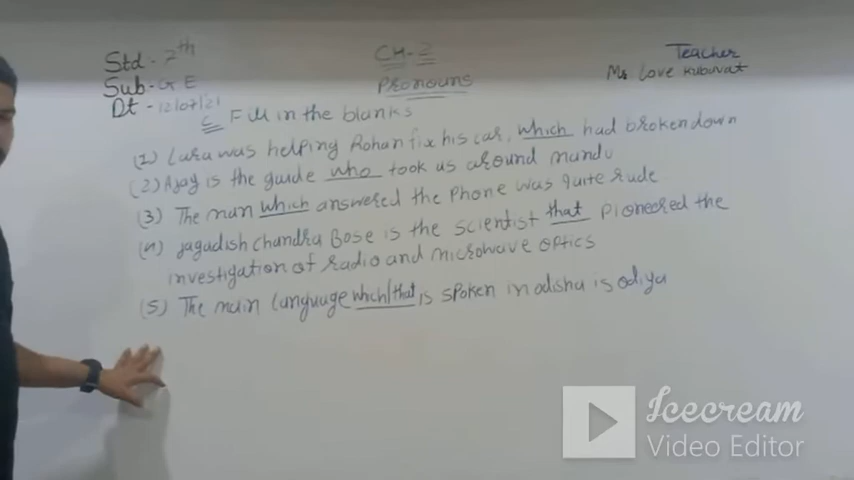 Std - 7th
CH-2
Teacher
Sub - G E
Pronouns
Ms Love Kubuvat
Dt - 12/07/21
C Fill in the blanks
(1) Lara was helping Rohan fix his car, which had broken down
(2) Ajay is the guide who took us around mandu
(3) The man which answered the Phone was quite rude
(4) Jagadish Chandra Bose is the scientist that pioneered the
investigation of radio and microwave optics
(5) The main language which/that is spoken in odisha is odiya
Icecream
Video Editor